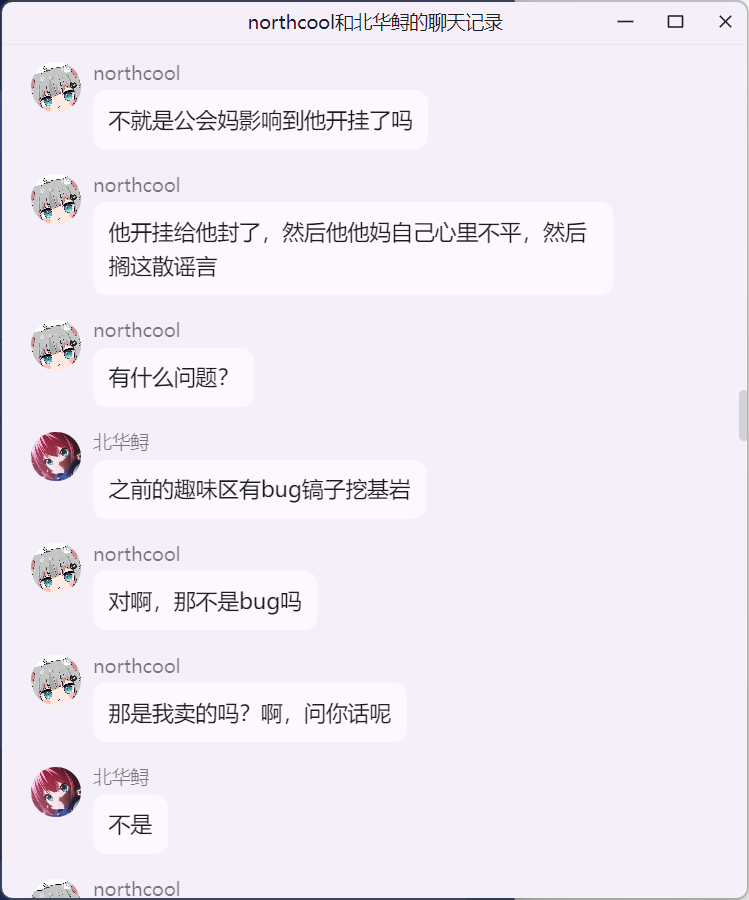 northcool和北华鲟的聊天记录
northcool
不就是公会妈影响到他开挂了吗
northcool
他开挂给他封了，然后他他妈自己心里不平，然后
搁这散谣言
northcool
有什么问题？
北华鲟
之前的趣味区有bug镐子挖基岩
northcool
对啊，那不是bug吗
northcool
那是我卖的吗？啊，问你话呢
北华鲟
不是
northcool